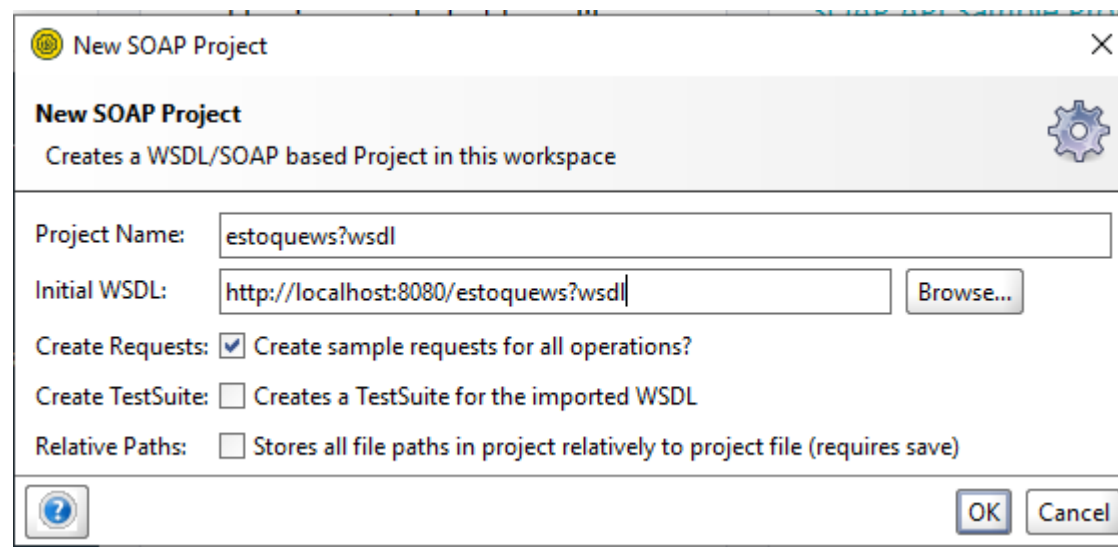 New SOAP Project
New SOAP Project
Creates a WSDL/SOAP based Project in this workspace
Project Name: estoquews?wsdl
Initial WSDL: http://localhost:8080/estoquews?wsdl Browse...
Create Requests: Create sample requests for all operations?
Create TestSuite: Creates a TestSuite for the imported WSDL
Relative Paths: Stores all file paths in project relatively to project file (requires save)
OK Cancel